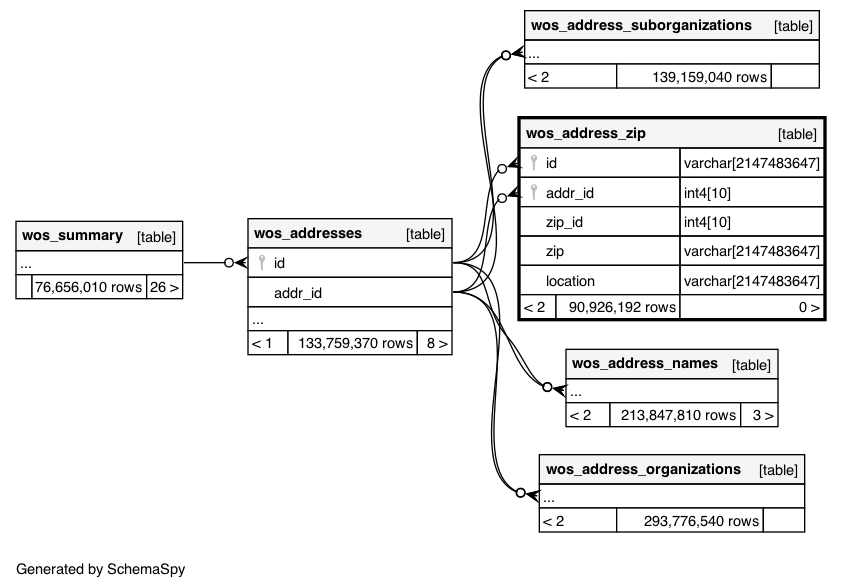 wos_address_suborganizations [table]
...
< 2 139,159,040 rows
wos_address_zip [table]
id varchar[2147483647]
addr_id int4[10]
zip_id int4[10]
zip varchar[2147483647]
location varchar[2147483647]
< 2 90,926,192 rows 0 >
wos_summary [table]
...
76,656,010 rows 26 >
wos_addresses [table]
id
addr_id
...
< 1 133,759,370 rows 8 >
wos_address_names [table]
...
< 2 213,847,810 rows 3 >
wos_address_organizations [table]
...
< 2 293,776,540 rows
Generated by SchemaSpy